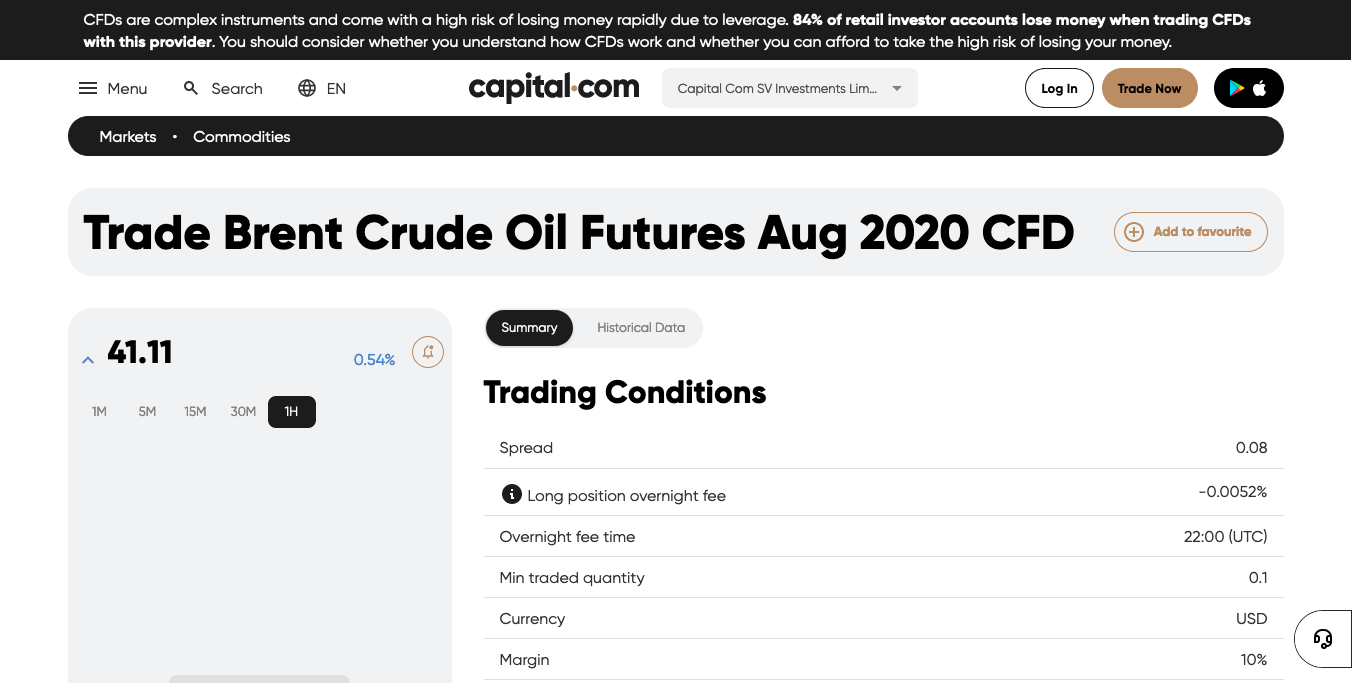 CFDs are complex instruments and come with a high risk of losing money rapidly due to leverage. 84% of retail investor accounts lose money when trading CFDs
with this provider. You should consider whether you understand how CFDs work and whether you can afford to take the high risk of losing your money.
Menu Search EN capital.com Capital Com SV Investments Lim... Log In Trade Now
Markets • Commodities
Trade Brent Crude Oil Futures Aug 2020 CFD Add to favourite
41.11 0.54%
1M 5M 15M 30M 1H
Summary Historical Data
Trading Conditions
Spread 0.08
Long position overnight fee -0.0052%
Overnight fee time 22:00 (UTC)
Min traded quantity 0.1
Currency USD
Margin 10%